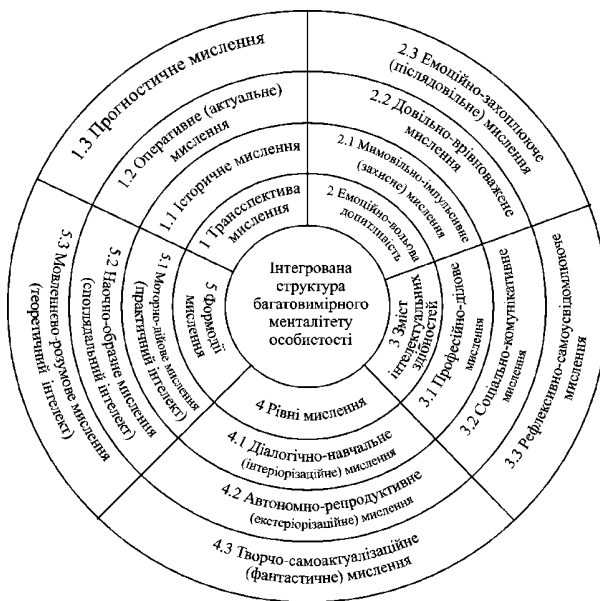 Інтегрована
структура
багатовимірного
менталітету
особистості
1 Трансспектива
мислення
1.1 Історичне мислення
1.2 Оперативне (актуальне)
мислення
1.3 Прогностичне мислення
2 Емоційно-вольова
допитливість
2.1 Мимовільно-імпульсивне
(захисне) мислення
2.2 Довільно-врівноважене
мислення
2.3 Емоційно-захоплююче
(післядовільне) мислення
3 Зміст
інтелектуальних
здібностей
3.1 Професійно-ділове
мислення
3.2 Соціально-комунікативне
мислення
3.3 Рефлексивно-самоусвідомлююче
мислення
4 Рівні мислення
4.1 Діалогічно-навчальне
(інтеріорізаційне) мислення
4.2 Автономно-репродуктивне
(екстеріорізаційне) мислення
4.3 Творчо-самоактуалізаційне
(фантастичне) мислення
5 Формодії
мислення
5.1 Моторно-дійове мислення
(практичний інтелект)
5.2 Наочно-образне мислення
(споглядальний інтелект)
5.3 Мовленнєво-розумове мислення
(теоретичний інтелект)